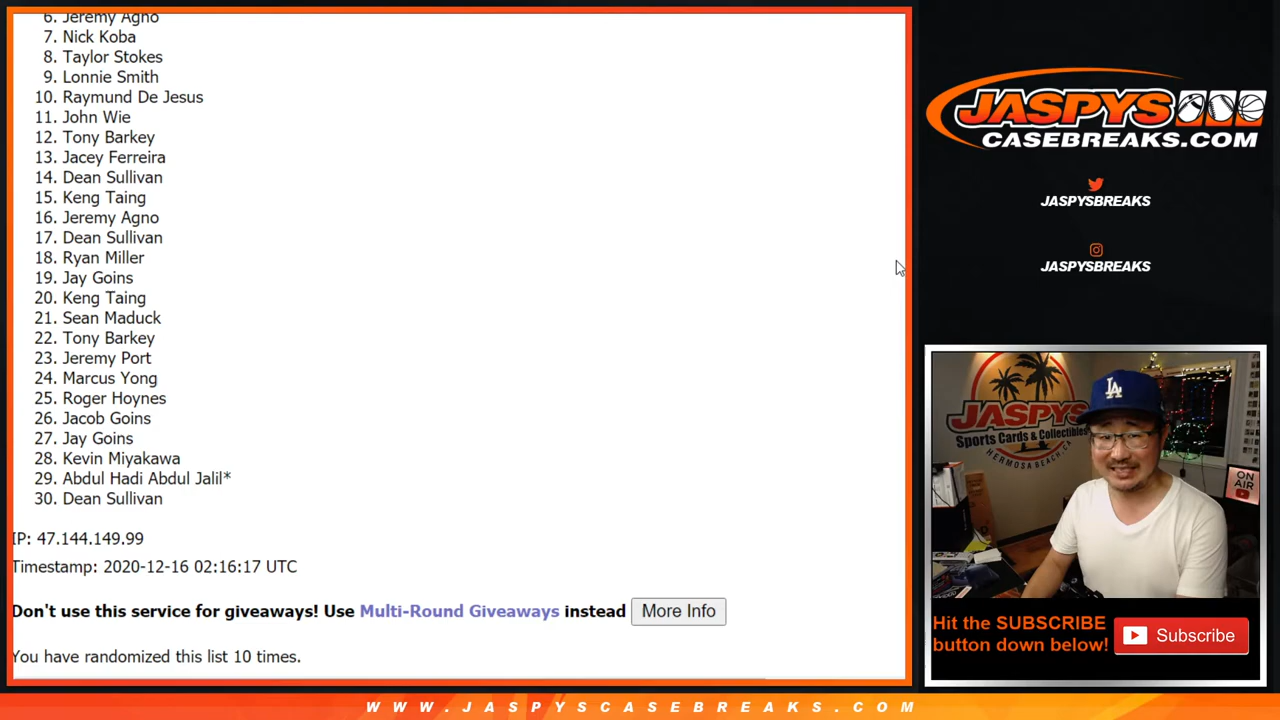 6. Jeremy Agno
7. Nick Koba
8. Taylor Stokes
9. Lonnie Smith
10. Raymund De Jesus
11. John Wie
12. Tony Barkey
13. Jacey Ferreira
14. Dean Sullivan
15. Keng Taing
16. Jeremy Agno
17. Dean Sullivan
18. Ryan Miller
19. Jay Goins
20. Keng Taing
21. Sean Maduck
22. Tony Barkey
23. Jeremy Port
24. Marcus Yong
25. Roger Hoynes
26. Jacob Goins
27. Jay Goins
28. Kevin Miyakawa
29. Abdul Hadi Abdul Jalil*
30. Dean Sullivan
IP: 47.144.149.99
Timestamp: 2020-12-16 02:16:17 UTC
Don't use this service for giveaways! Use Multi-Round Giveaways instead More Info
You have randomized this list 10 times.
JASPYS
CASEBREAKS.COM
JASPYSBREAKS
JASPYSBREAKS
JASPYS
Sports Cards & Collectibles
HERMOSA BEACH, CA
LA
ON
AIR
Hit the SUBSCRIBE
button down below!
Subscribe
WWW.JASPYSCASEBREAKS.COM